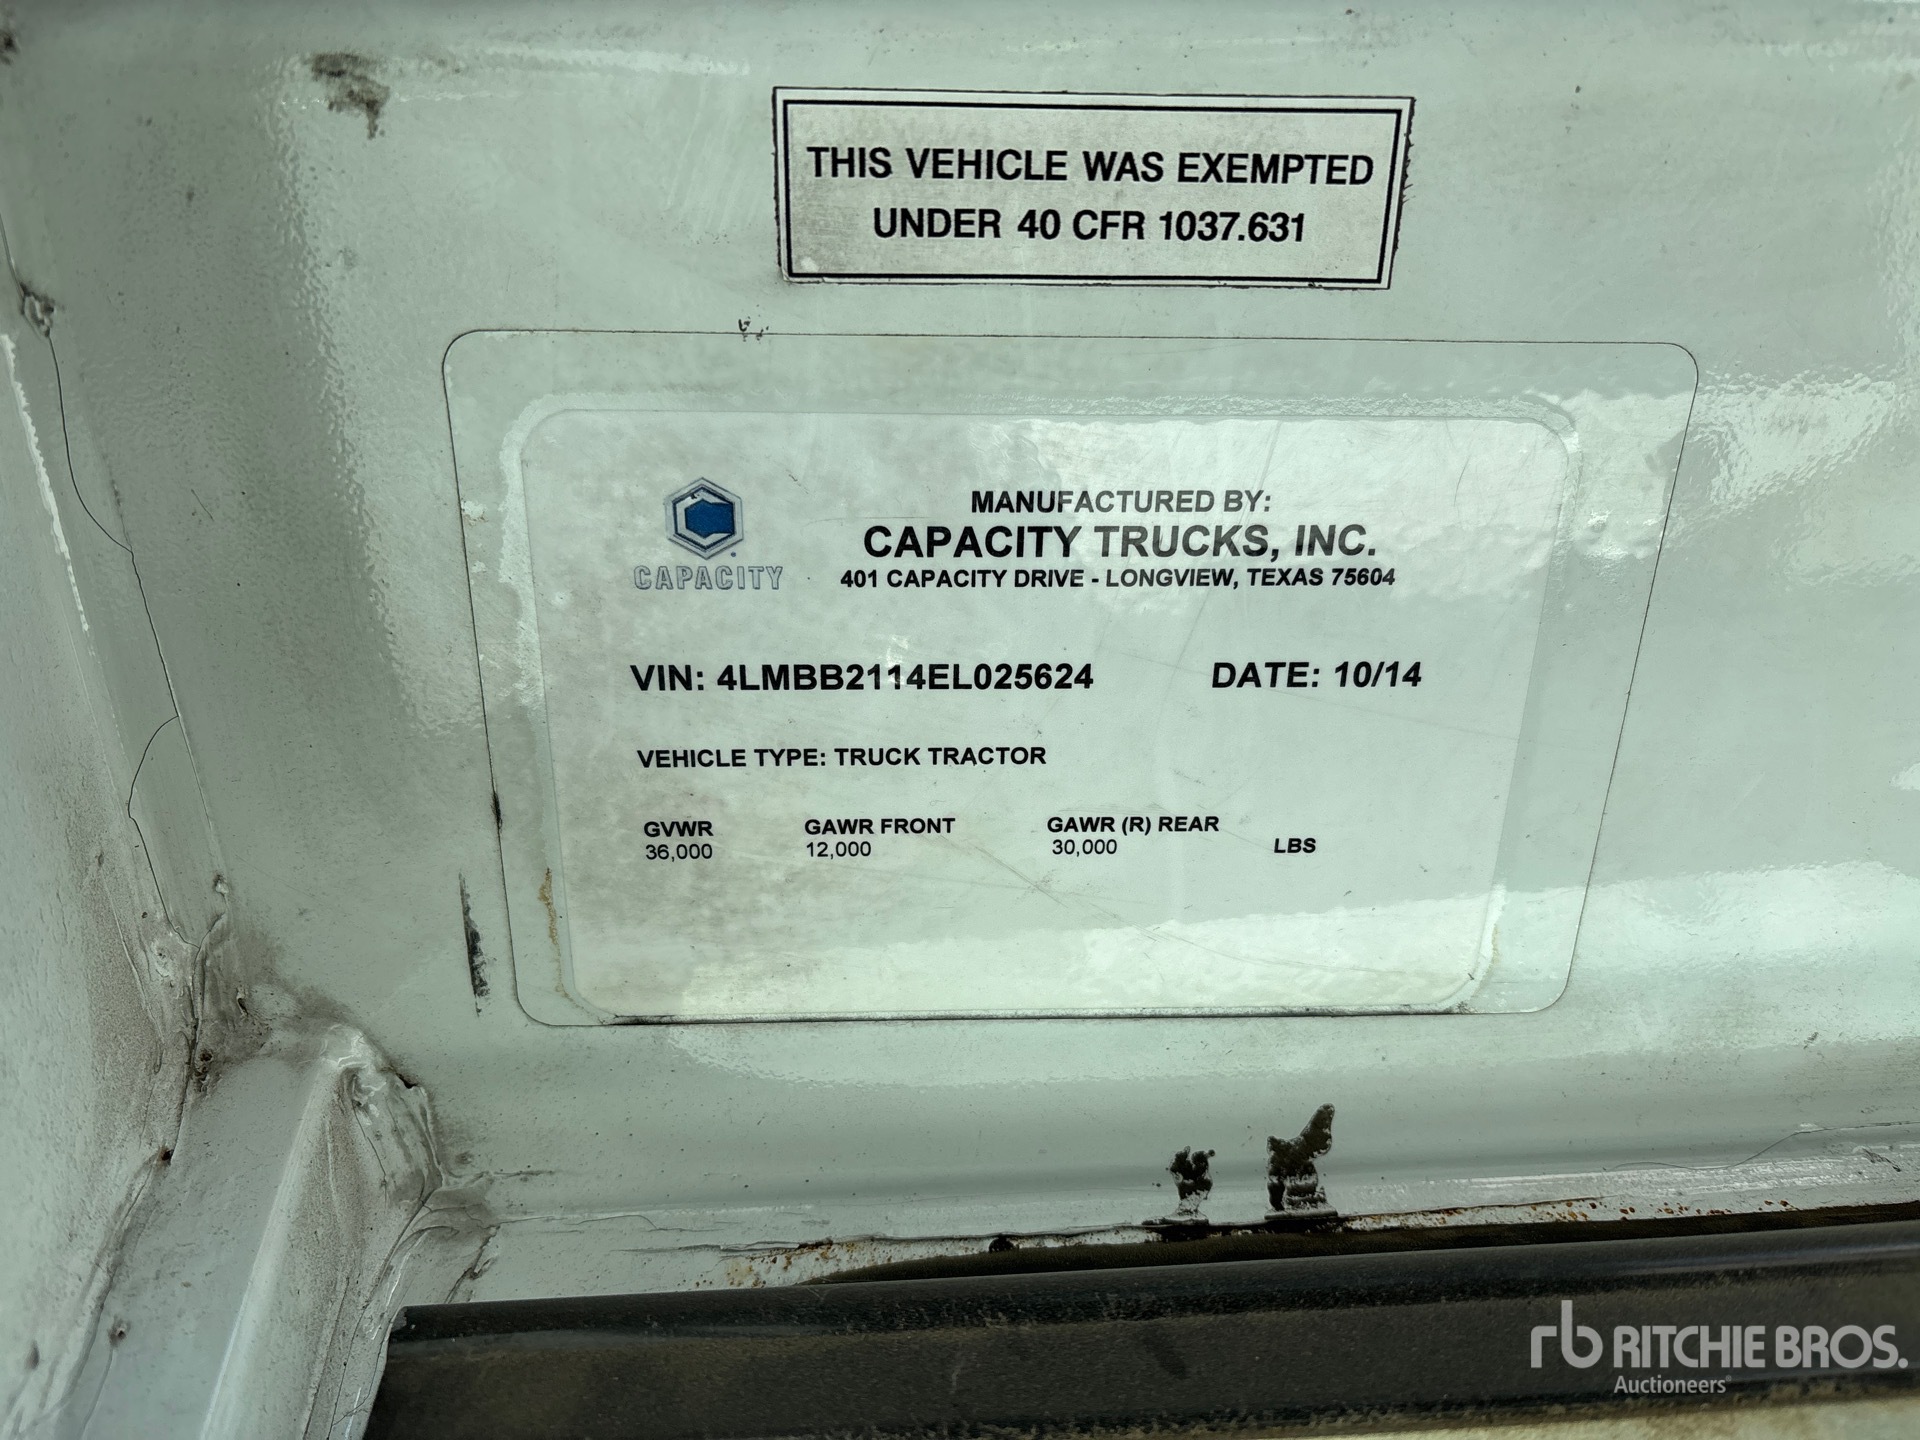 THIS VEHICLE WAS EXEMPTED
UNDER 40 CFR 1037.631
MANUFACTURED BY:
CAPACITY TRUCKS, INC.
401 CAPACITY DRIVE - LONGVIEW, TEXAS 75604
CAPACITY
VIN: 4LMBB2114EL025624 DATE: 10/14
VEHICLE TYPE: TRUCK TRACTOR
GVWR GAWR FRONT GAWR (R) REAR
36,000 12,000 30,000 LBS
rb RITCHIE BROS.
Auctioneers